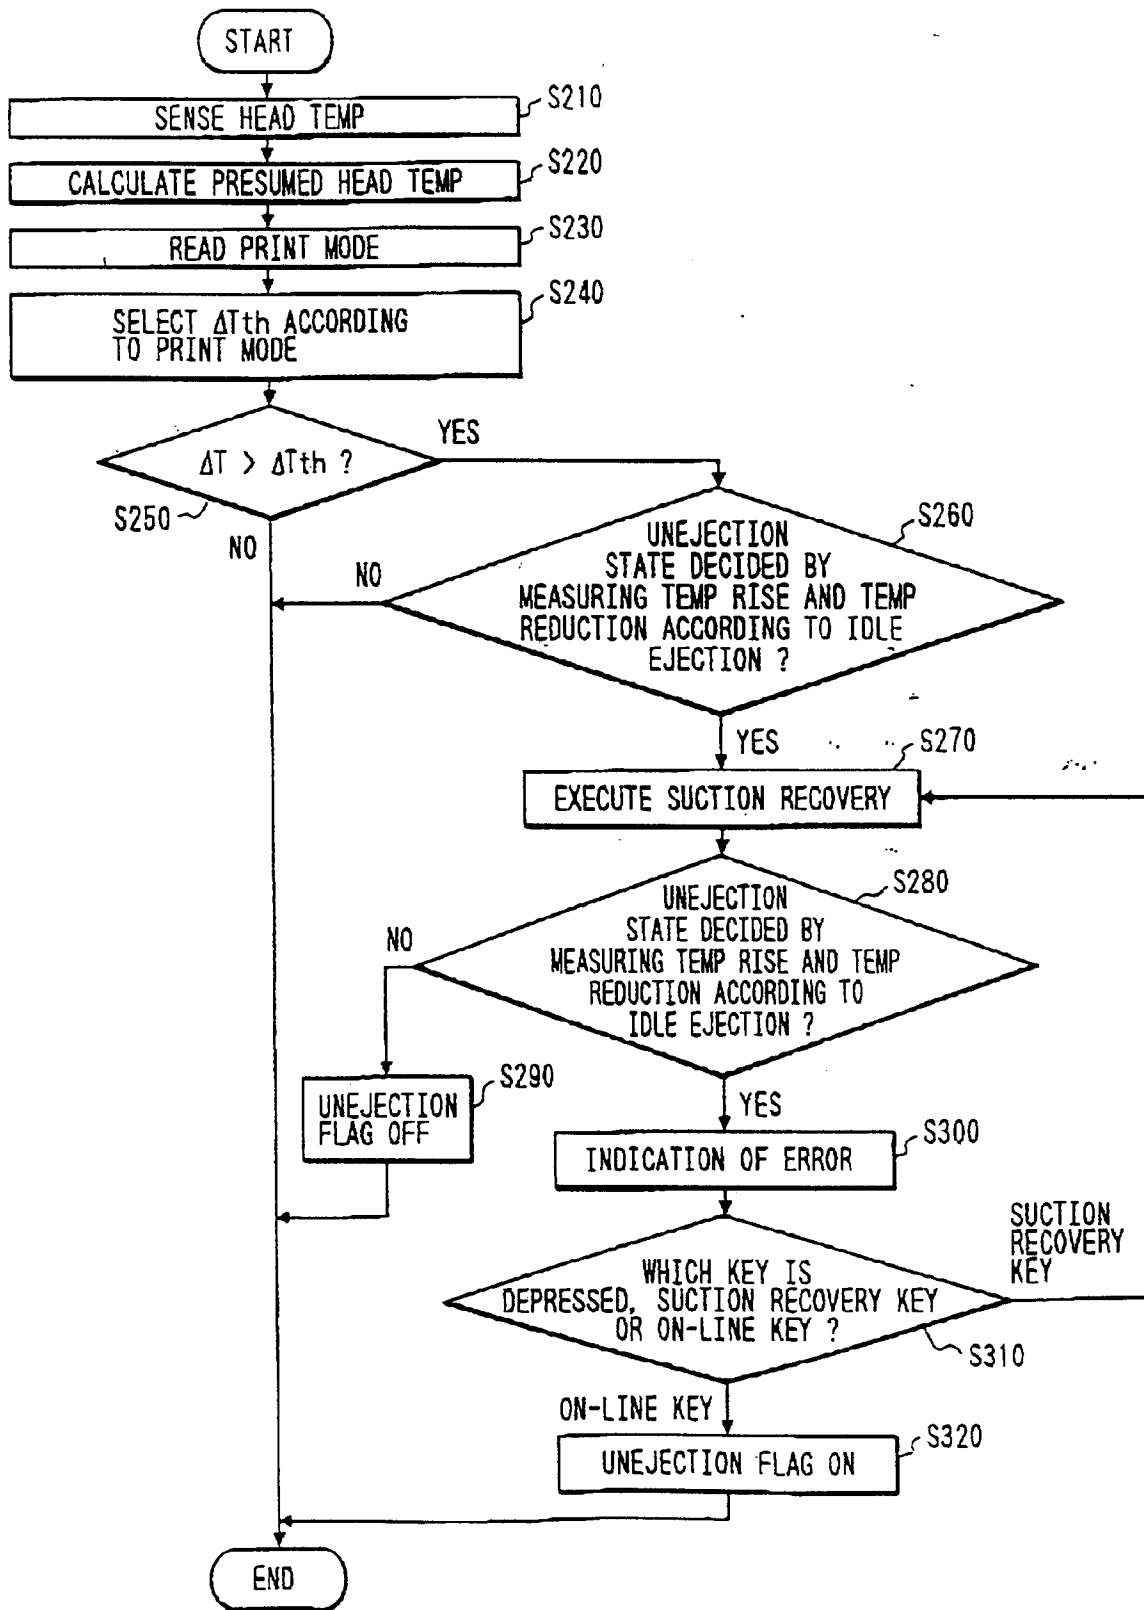 START
S210
SENSE HEAD TEMP
S220
CALCULATE PRESUMED HEAD TEMP
S230
READ PRINT MODE
S240
SELECT ΔTth ACCORDING
TO PRINT MODE
YES
ΔT > ΔTth ?
S250
NO
S260
UNEJECTION
STATE DECIDED BY
MEASURING TEMP RISE AND TEMP
REDUCTION ACCORDING TO IDLE
EJECTION ?
NO
YES
S270
EXECUTE SUCTION RECOVERY
S280
UNEJECTION
STATE DECIDED BY
MEASURING TEMP RISE AND TEMP
REDUCTION ACCORDING TO
IDLE EJECTION ?
NO
S290
UNEJECTION
FLAG OFF
YES
S300
INDICATION OF ERROR
SUCTION
RECOVERY
KEY
WHICH KEY IS
DEPRESSED, SUCTION RECOVERY KEY
OR ON-LINE KEY ?
S310
ON-LINE KEY
S320
UNEJECTION FLAG ON
END